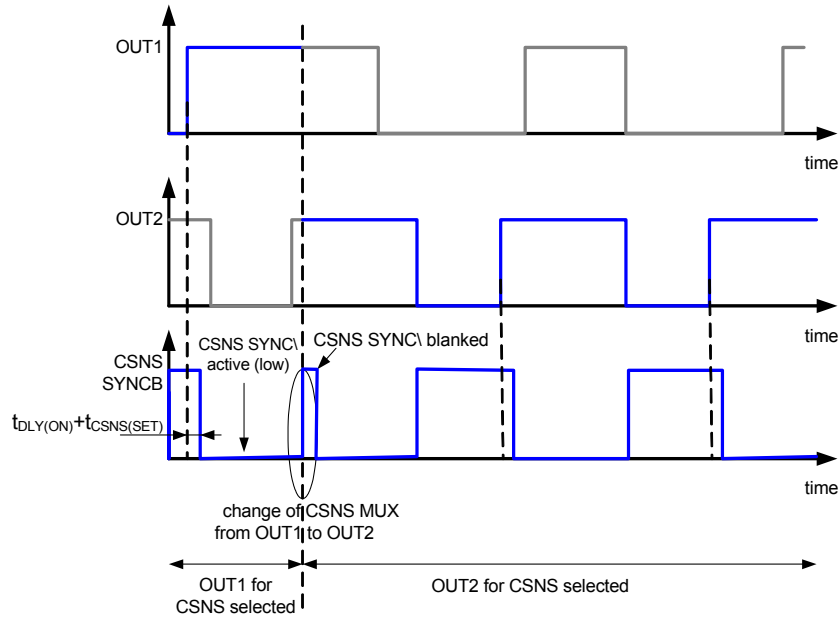 OUT1
time
OUT2
time
CSNS SYNC\
active (low)
CSNS SYNC\ blanked
CSNS
SYNCB
tDLY(ON)+tCSNS(SET)
time
change of CSNS MUX
from OUT1 to OUT2
OUT1 for
CSNS selected
OUT2 for CSNS selected